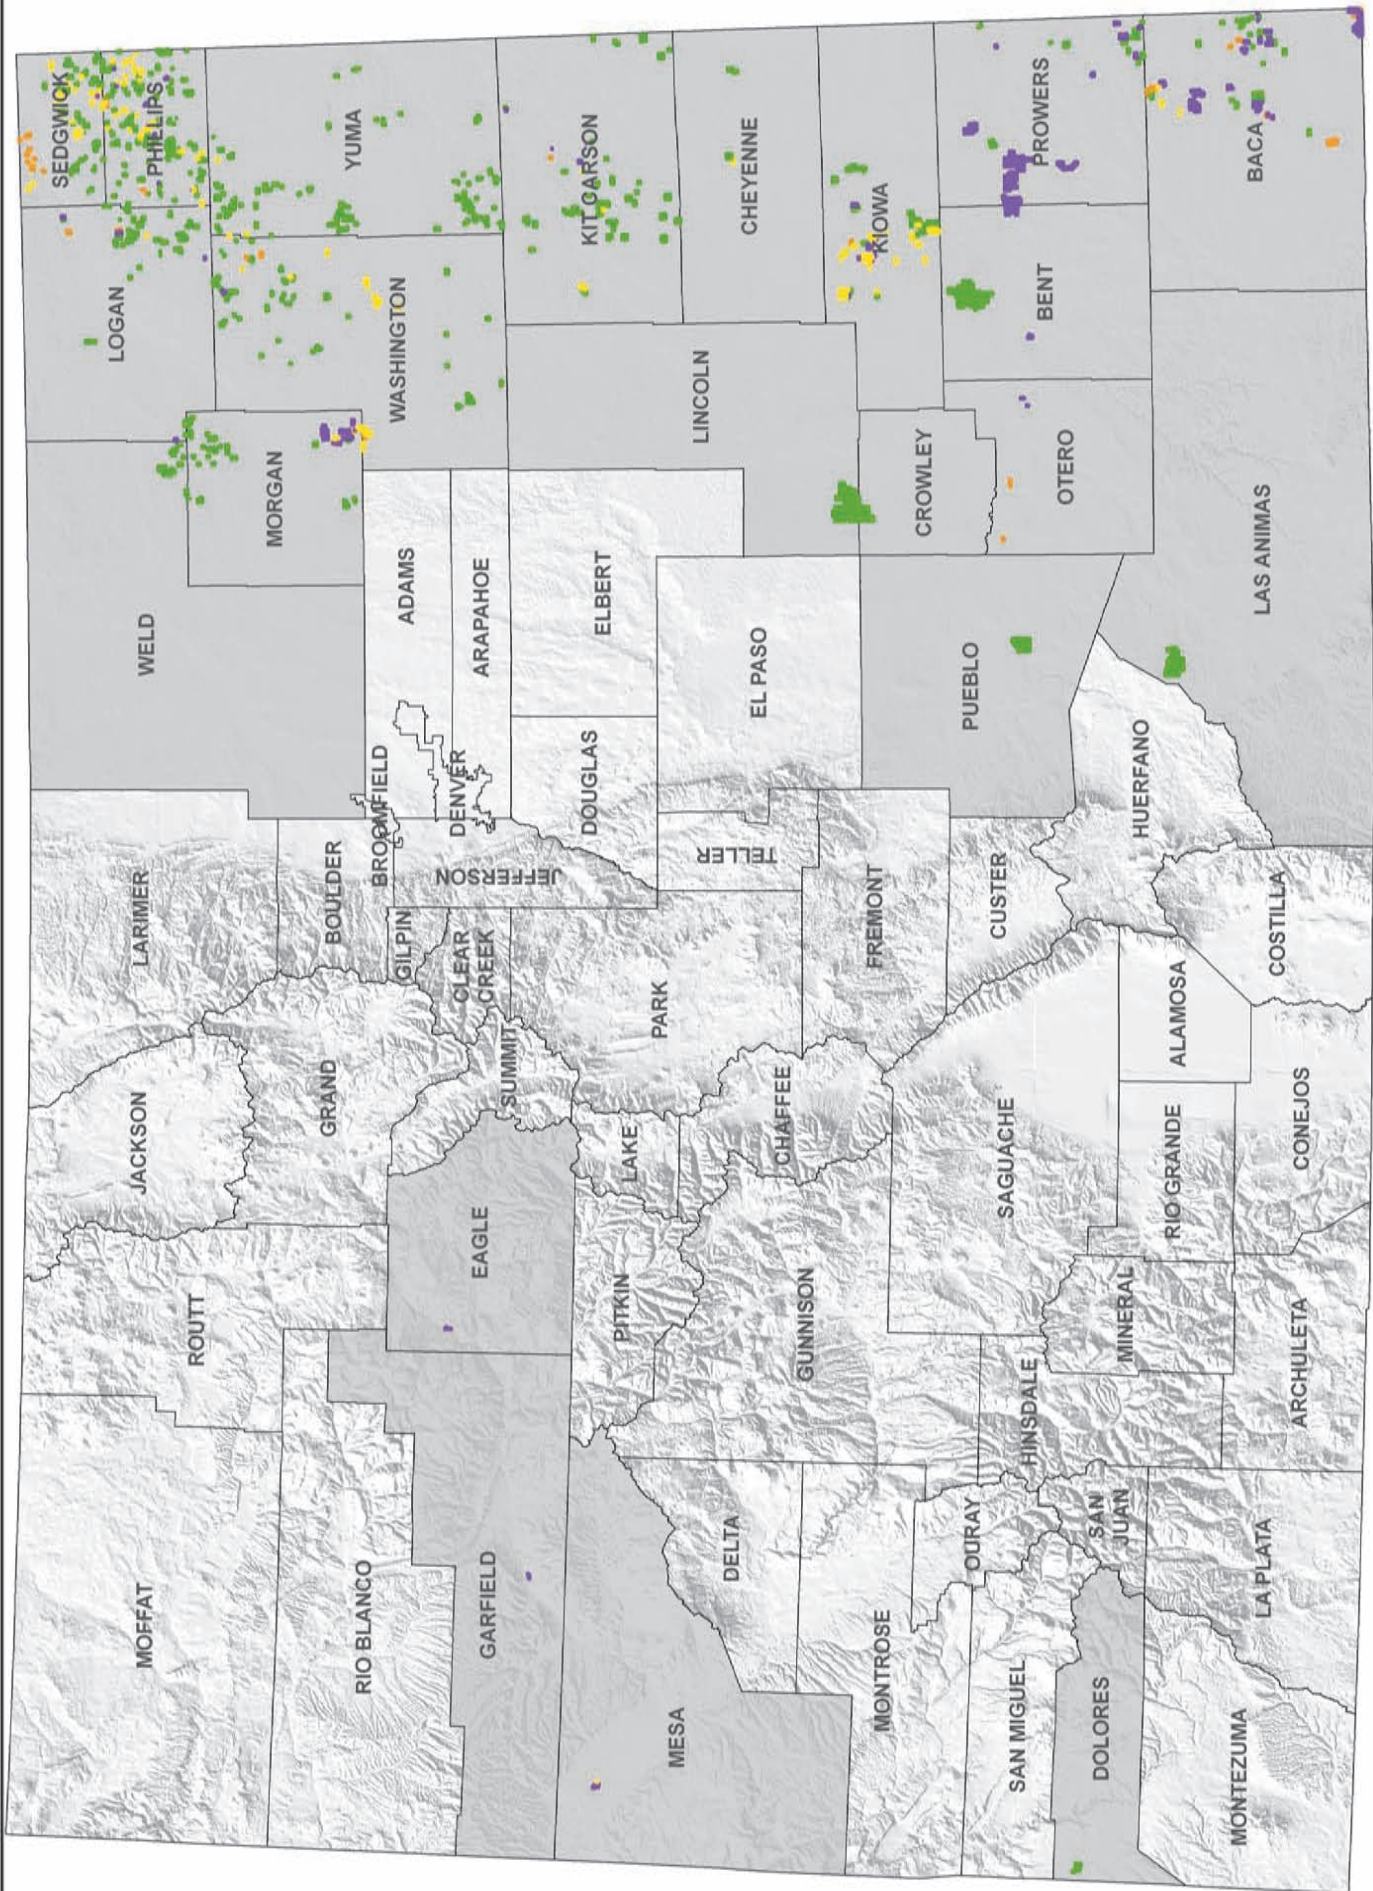 SEDGWICK
PHILLIPS
LOGAN
WELD
LARIMER
JACKSON
ROUTT
MOFFAT
YUMA
WASHINGTON
MORGAN
ADAMS
ARAPAHOE
BROOMFIELD
DENVER
BOULDER
GILPIN
CLEAR
CREEK
JEFFERSON
GRAND
SUMMIT
EAGLE
RIO BLANCO
GARFIELD
KIT CARSON
LINCOLN
ELBERT
DOUGLAS
PARK
LAKE
PITKIN
MESA
CHEYENNE
EL PASO
TELLER
CHAFFEE
GUNNISON
DELTA
KIOWA
CROWLEY
PUEBLO
FREMONT
CUSTER
SAGUACHE
HINSDALE
OURAY
MONTROSE
SAN MIGUEL
PROWERS
BENT
OTERO
HUERFANO
ALAMOSA
RIO GRANDE
MINERAL
SAN
JUAN
DOLORES
BACA
LAS ANIMAS
COSTILLA
CONEJOS
ARCHULETA
LA PLATA
MONTEZUMA